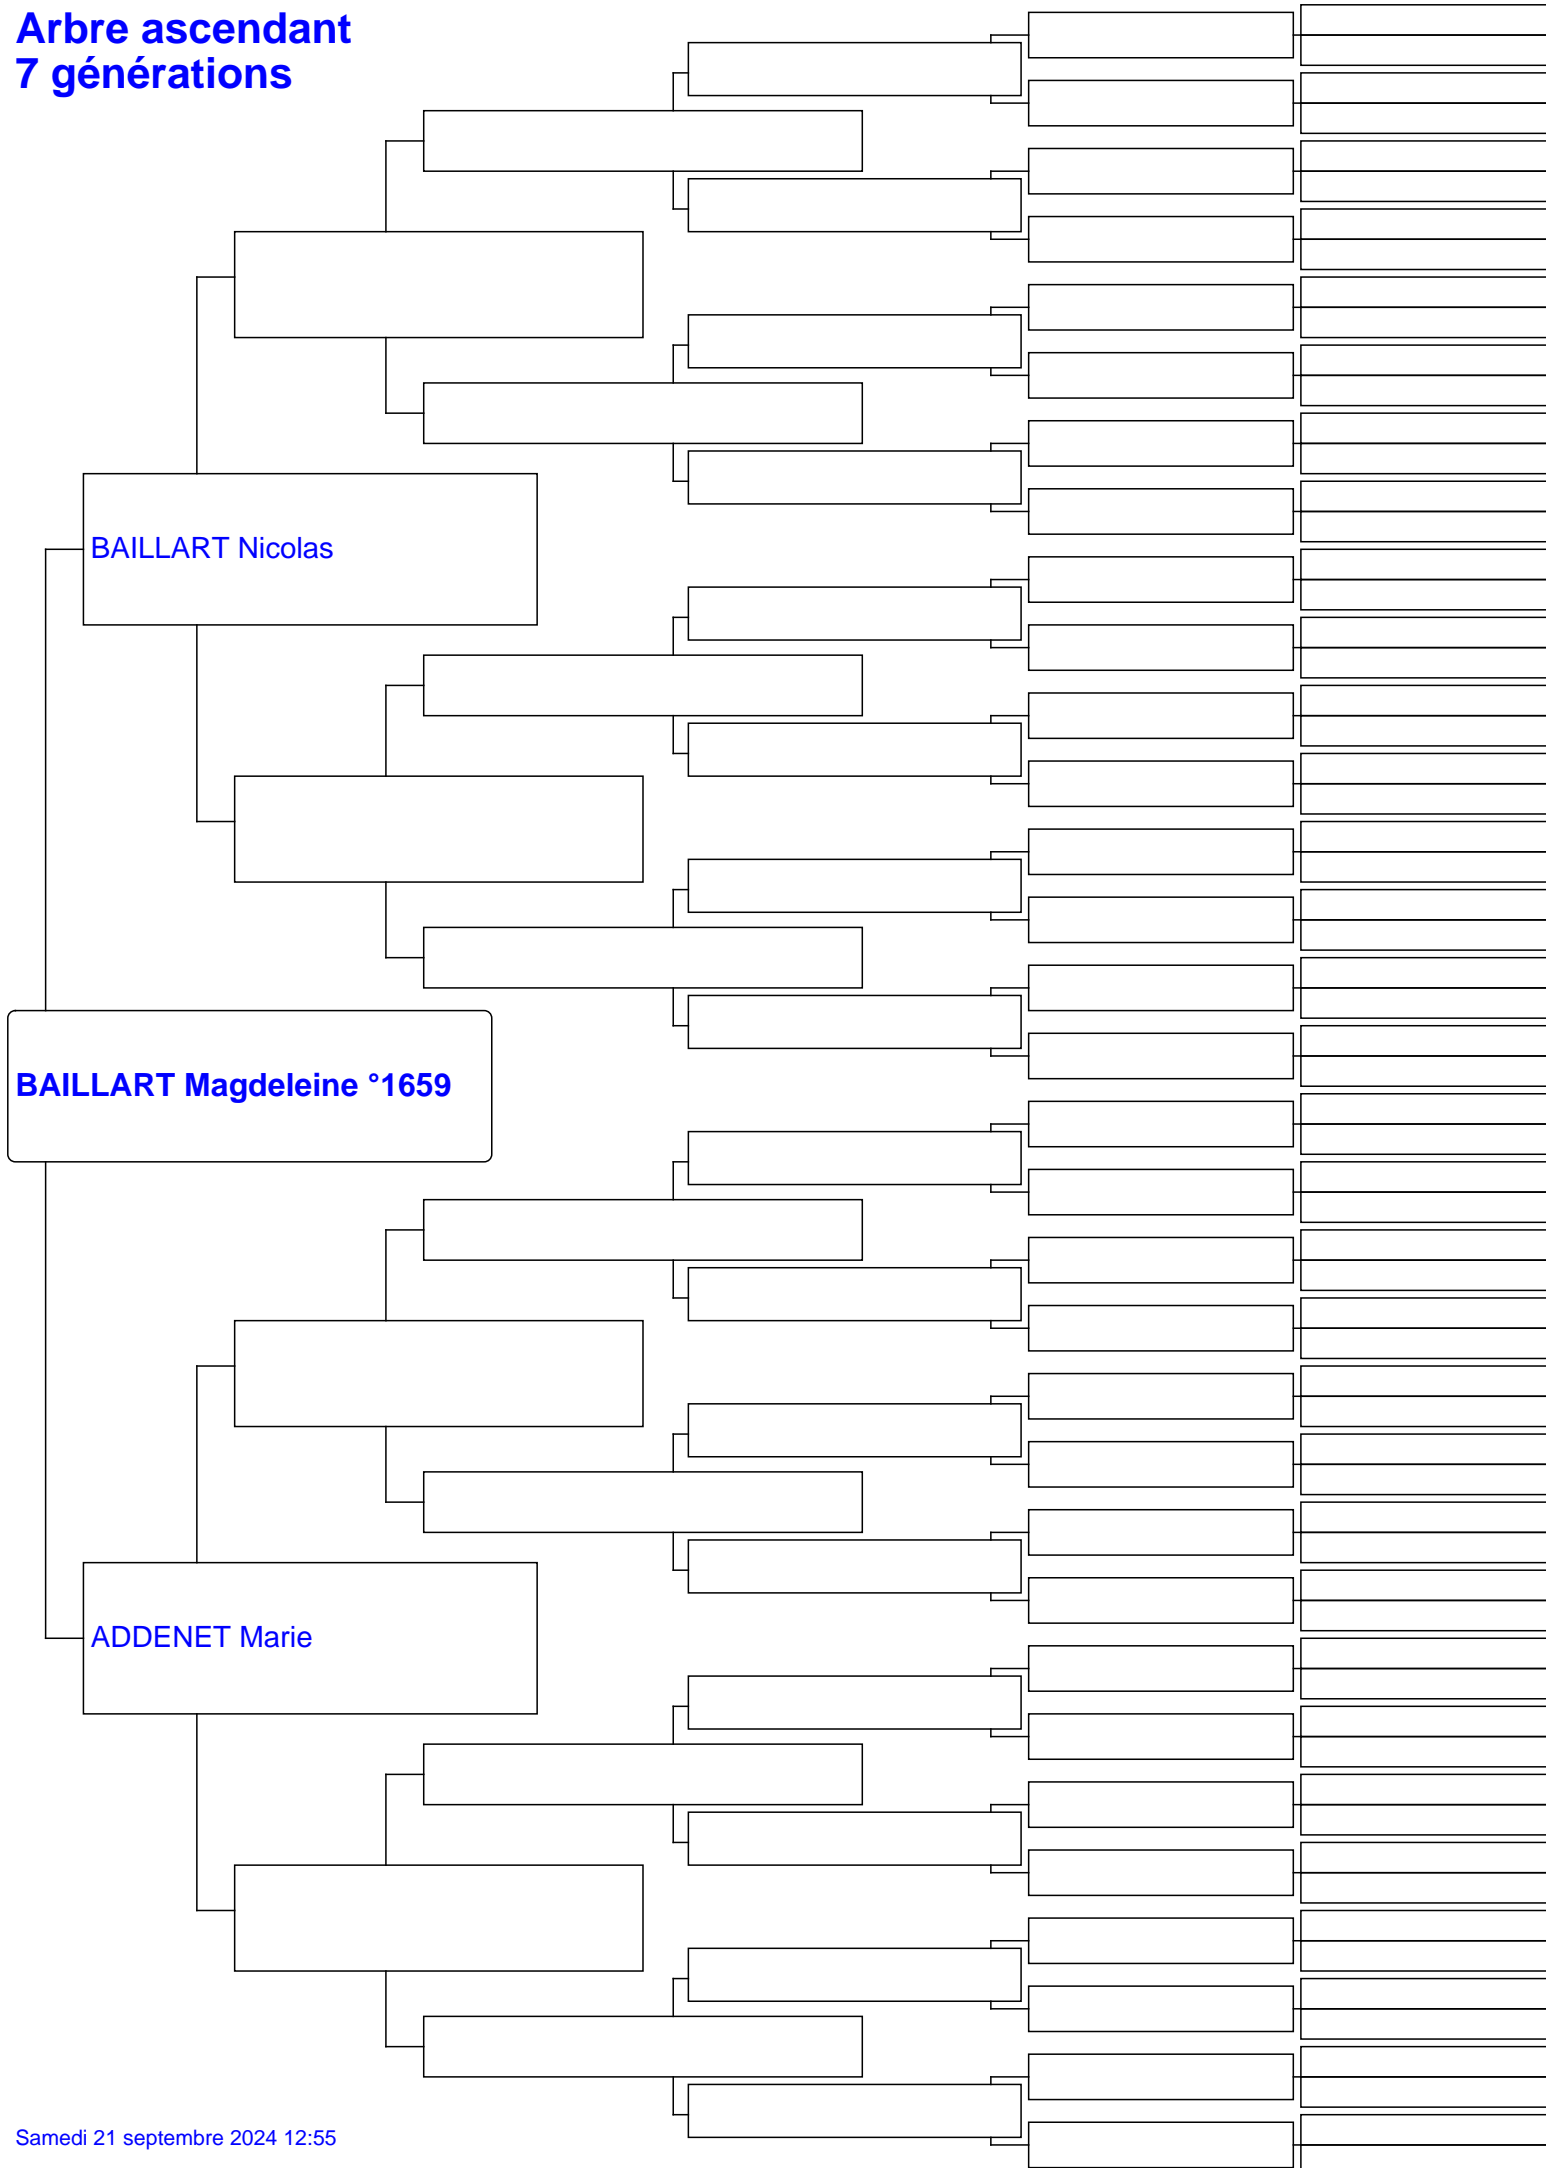 Arbre ascendant
7 générations
BAILLART Nicolas
BAILLART Magdeleine °1659
ADDENET Marie
Samedi 21 septembre 2024 12:55